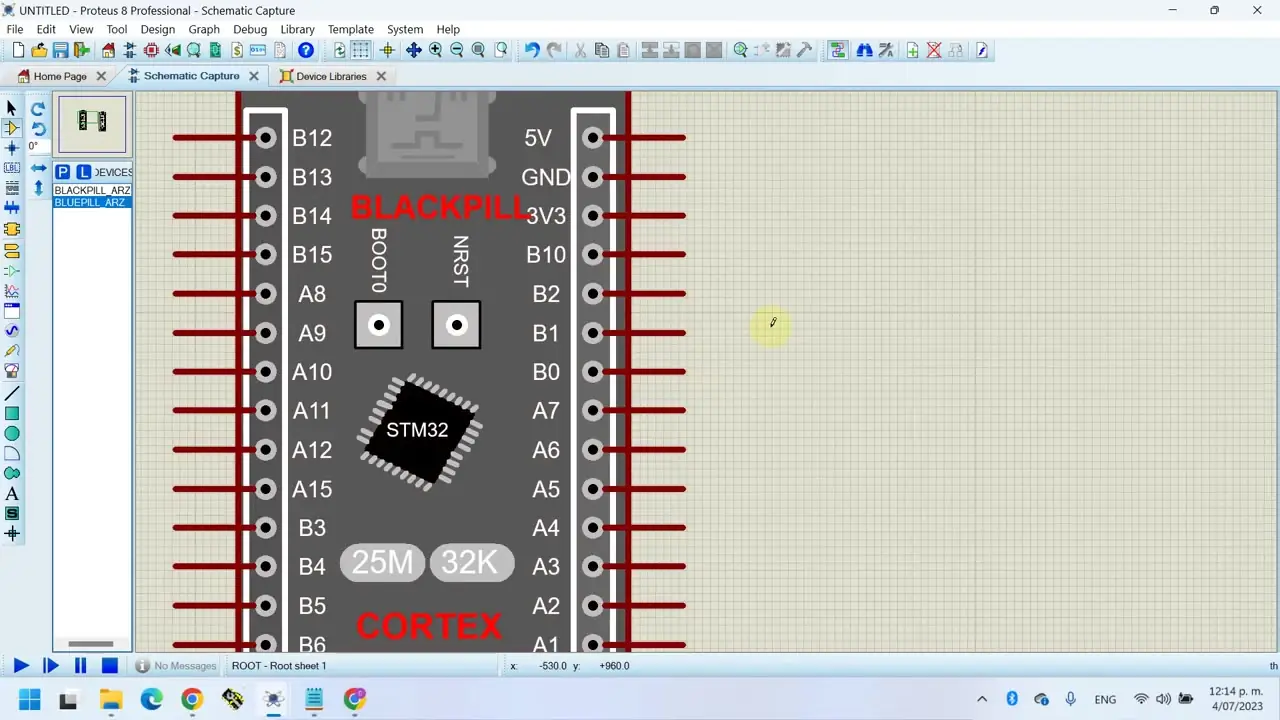 UNTITLED - Proteus 8 Professional - Schematic Capture
File Edit View Tool Design Graph Debug Library Template System Help
Home Page Schematic Capture Device Libraries
0°
P L DEVICES
BLACKPILL_ARZ
BLUEPILL_ARZ
LBL
A
S
B12 5V
B13 GND
BLACKPILL
B14 3V3
BOOT0 NRST
B15 B10
A8 B2
A9 B1
A10 B0
A11 A7
STM32
A12 A6
A15 A5
B3 A4
25M 32K
B4 A3
B5 A2
CORTEX
B6 A1
No Messages ROOT - Root sheet 1 x: -530.0 y: +960.0 th
ENG
12:14 p. m.
4/07/2023